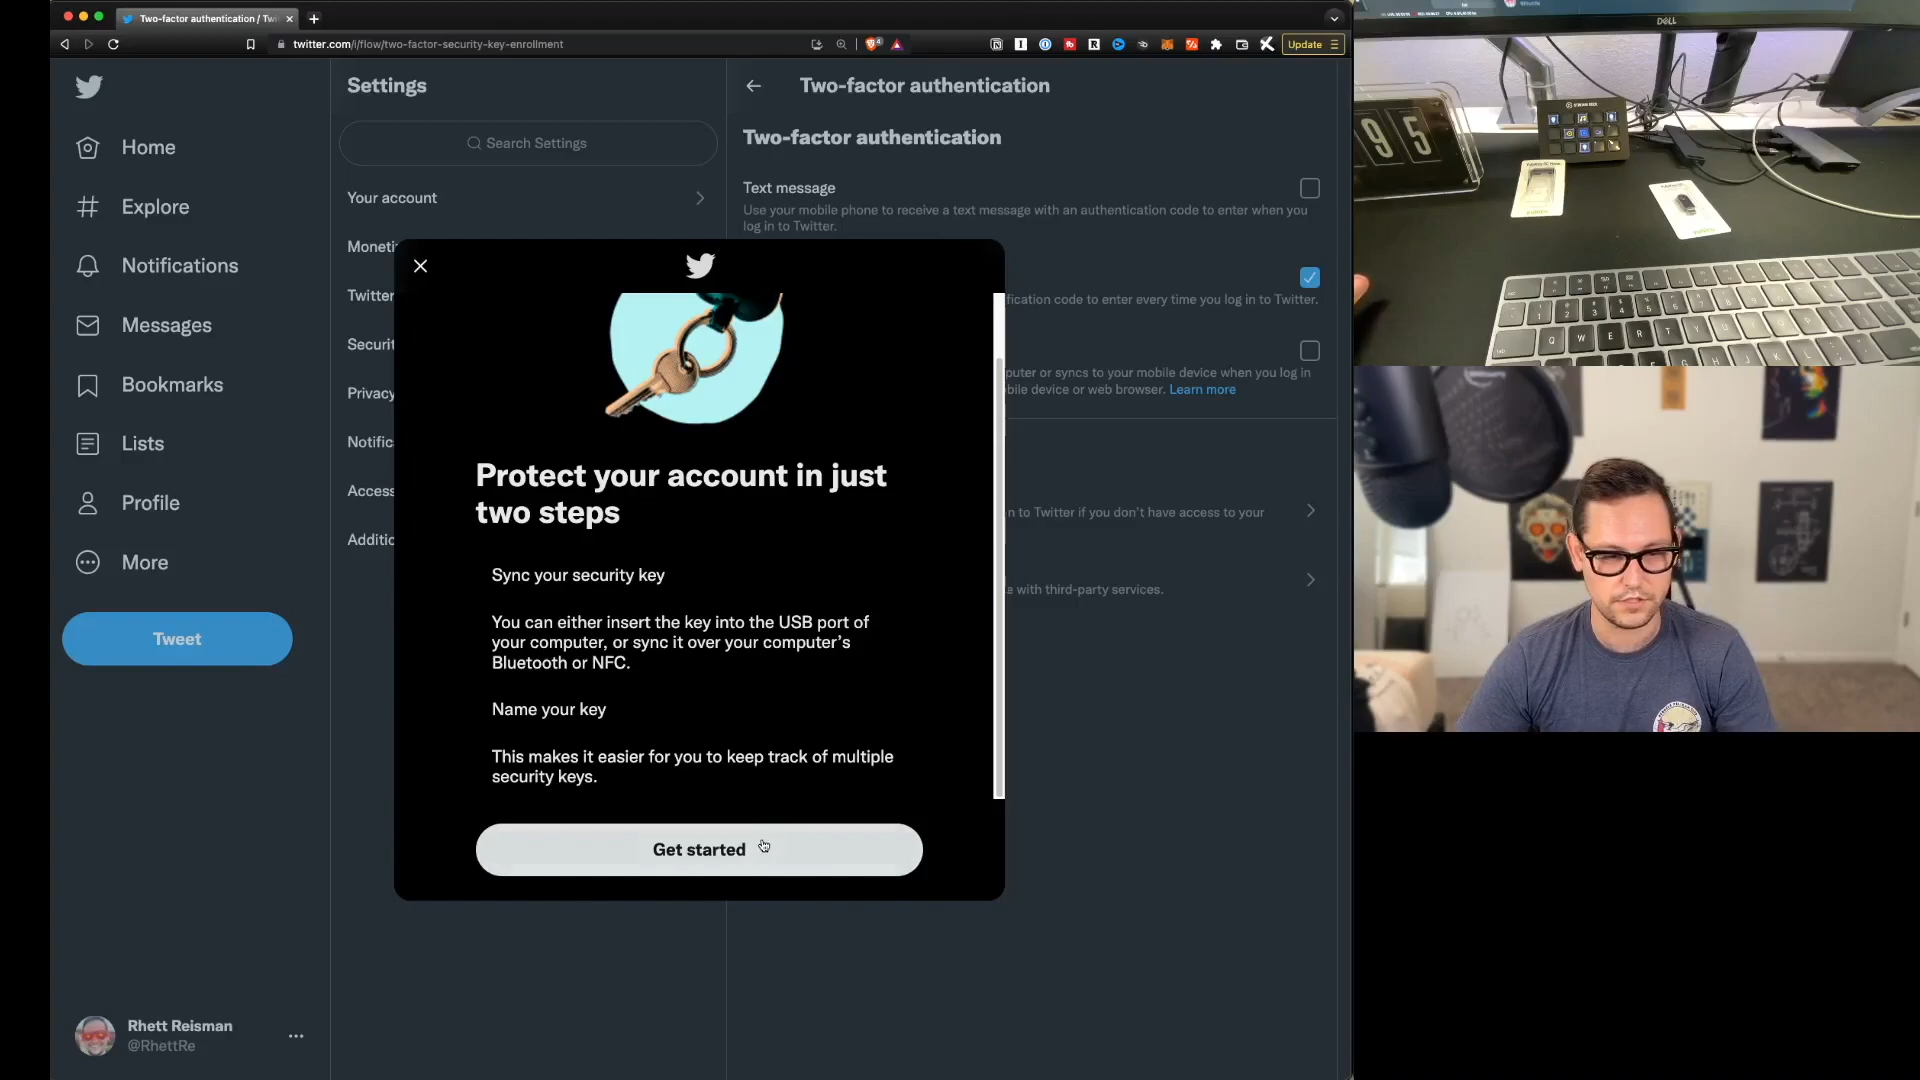 Two-factor authentication / Twi
twitter.com/i/flow/two-factor-security-key-enrollment
Update
Home
Explore
Notifications
Messages
Bookmarks
Lists
Profile
More
Tweet
Rhett Reisman
@RhettRe
Settings
Search Settings
Your account
Moneti
Twitter
Securit
Privacy
Notific
Access
Additio
Two-factor authentication
Two-factor authentication
Text message
Use your mobile phone to receive a text message with an authentication code to enter when you
log in to Twitter.
fication code to enter every time you log in to Twitter.
puter or syncs to your mobile device when you log in
bile device or web browser. Learn more
n to Twitter if you don't have access to your
e with third-party services.
Protect your account in just
two steps
Sync your security key
You can either insert the key into the USB port of
your computer, or sync it over your computer's
Bluetooth or NFC.
Name your key
This makes it easier for you to keep track of multiple
security keys.
Get started
DELL
STREAM DECK
95
Q W E R T Y